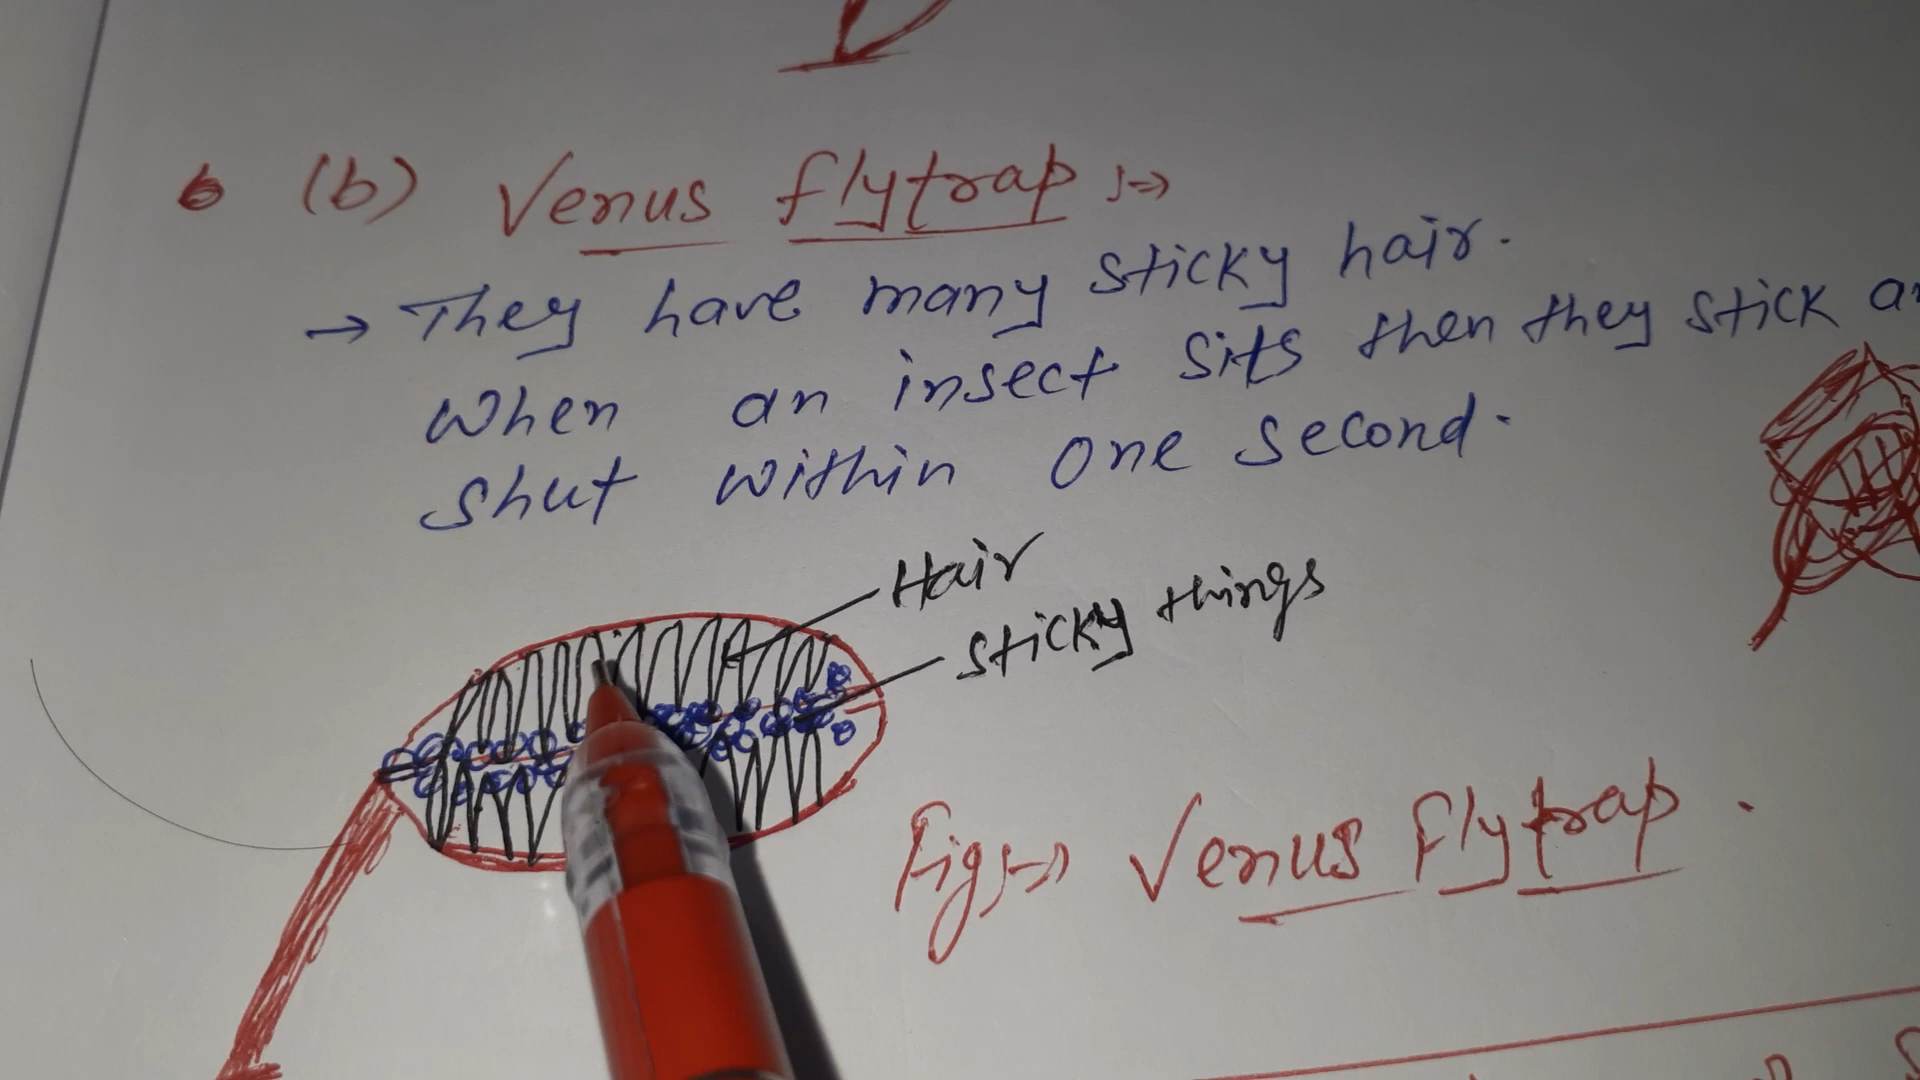 (b) Venus flytrap :->
→ They have many sticky hair.
When an insect sits then they stick
shut within one second.
Hair
Sticky things
Fig:-> Venus Flytrap.